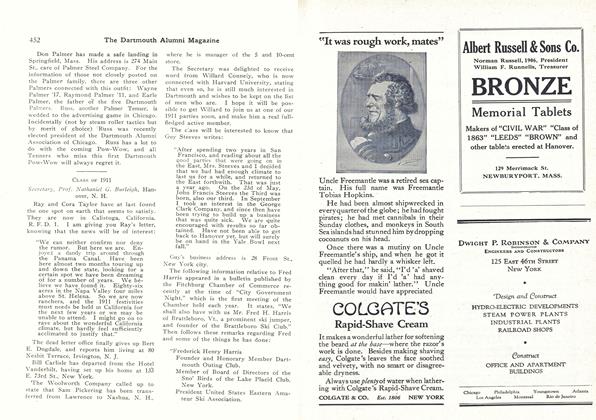 452
The Dartmouth Alumni Magazine
Don Palmer has made a safe landing in
Springfield, Mass. His address is 274 Main
St., care of Palmer Steel Company. For the
information of those not closely posted on
the Palmer family, there are three other
Palmers connected with this outfit: Wayne
Palmer '17, Raymond Palmer '11, and Earle
Palmer, the father of the five Dartmouth
Palmers. Russ, another Palmer Tenner, is
wedded to the advertising game in Chicago.
Incidentally (not by steam roller tactics but
by merit of choice) Russ was recently
elected president of the Dartmouth Alumni
Association of Chicago. Russ has a lot to
do with the coming Pow-Wow, and all
Tenners who miss this first Dartmouth
Pow-Wow will always regret it.
CLASS OF 1911
Secretary, Prof. Nathaniel G. Burleigh, Han-
over, N. H.
Ray and Cora Taylor have at last found
the one spot on earth that seems to satisfy.
They are now in Calistoga, California,
R. F. D. 1. I am giving you Ray's letter,
knowing that the news will be of interest:
"We can neither confirm nor deny
the rumor. But here we are. En-
joyed a dandy trip around through
the Panama Canal. Have been
here almost two months touring up
and down the state, looking for a
certain spot we have been dreaming
of for a number of years. We be-
lieve we have found it. Eighty-six
acres in the Napa Valley four miles
above St. Helena. So we are now
ranchers, and the 1911 festivities
must needs be held in California for
the next few years or we may be
unable to attend. I might go on to
rave about the wonderful California
climate, but hardly feel sufficiently
acclimated to justify that."
The dead letter office finally gives up Bert
E. Dogdale, and reports him living at 80
Nesbit Terrace, Irvington, N. J.
Bill Carlisle has departed from the Hotel
Vanderbilt, having set up his home at 133
E. 73rd St., New York.
The Woolworth Company called up to
state that Sam Pickering has been trans-
ferred from Lawrence to Nashua, N. H.,
where he is manager of the 5 and 10-cent
store.
The Secretary was delighted to receive
word from Willard Connely, who is now
connected with Harvard University, stating
that even so, he is still much interested in
Dartmouth and wishes to be kept on the list
of men who are. I hope it will be pos-
sible to get Willard to join us at one of our
1911 parties soon, and make him a real full-
fledged active member.
The class will be interested to know that
Guy Steeves writes:
"After spending two years in San
Francisco, and reading about all the
good parties that were going on in
the East, Mrs. Steeves and I decided
that we had had enough climate to
last us for a while, and returned to
the East forthwith. That was just
a year ago. On the 23d of May,
John Francis Steeves the Third was
born, also our third. In September
I took an interest in the George
Clark Company, and since then have
been trying to build up a business
that was quite sick. We are quite
encouraged with results so far ob-
tained. Have not been able to get
back to Hanover yet, but will surely
be on hand in the Yale Bowl next
fall."
Guy's business address is 28 Front St.,
New York city.
The following information relative to Fred
Harris appeared in a bulletin published by
the Fitchburg Chamber of Commerce re-
cently at the time of "City Government
Night," which is the first meeting of the
Chamber held each year. It states, "We
shall also have with us Mr. Fred H. Harris
of Brattleboro, Vt., a prominent ski jumper,
and founder of the Brattleboro Ski Club."
Then follows these remarks regarding Fred
and some of the things he has done:
"Frederick Henry Harris
Founder and Honorary Member Dart-
mouth Outing Club.
Member of Board of Directors of the
Sno' Birds of the Lake Placid Club,
New York.
President United States Eastern Ama-
teur Ski Association.
"It was rough work, mates"
Uncle Freemantle was a retired sea cap-
tain. His full name was Freemantle
Tobias Hopkins.
He had been almost shipwrecked in
every quarter of the globe; he had fought
pirates; he had met cannibals in their
Sunday clothes, and monkeys in South
Sea islands had stunned him by dropping
cocoanuts on his head.
Once there was a mutiny on Uncle
Freemantle's ship, and when he got it
quelled he had hardly a whisker left.
"After that," he said, "I'd 'a' shaved
clean every day if I'd 'a' had any-
thing good for makin' lather." Uncle
Freemantle would have appreciated
COLGATE'S
Rapid-Shave Cream
It makes a wonderful lather for softening
the beard at the base—where the razor's
work is done. Besides making shaving
easy, Colgate's leaves the face soothed
and velvety, with no smart or disagree-
able dryness.
Always use plenty of water when lather-
ing with Colgate's Rapid-Shave Cream.
COLGATE & CO. Est. 1806 NEW YORK
Albert Russell & Sons Co.
Norman Russell, 1906, President
William F. Runnells, Treasurer
BRONZE
Memorial Tablets
Makers of "CIVIL WAR" "Class of
1863" "LEEDS" "BROWN" and
other tablets erected at Hanover.
129 Merrimack St.
NEWBURYPORT, MASS.
DWIGHT P. ROBINSON & COMPANY
ENGINEERS AND CONSTRUCTORS
125 EAST 46TH STREET
NEW YORK
Design and Construct
HYDRO-ELECTRIC DEVELOPMENTS
STEAM POWER PLANTS
INDUSTRIAL PLANTS
RAILROAD SHOPS
Construct
OFFICE AND APARTMENT
BUILDINGS
Chicago Philadelphia Youngstown Atlanta
Los Angeles Montreal Rio de Janeiro